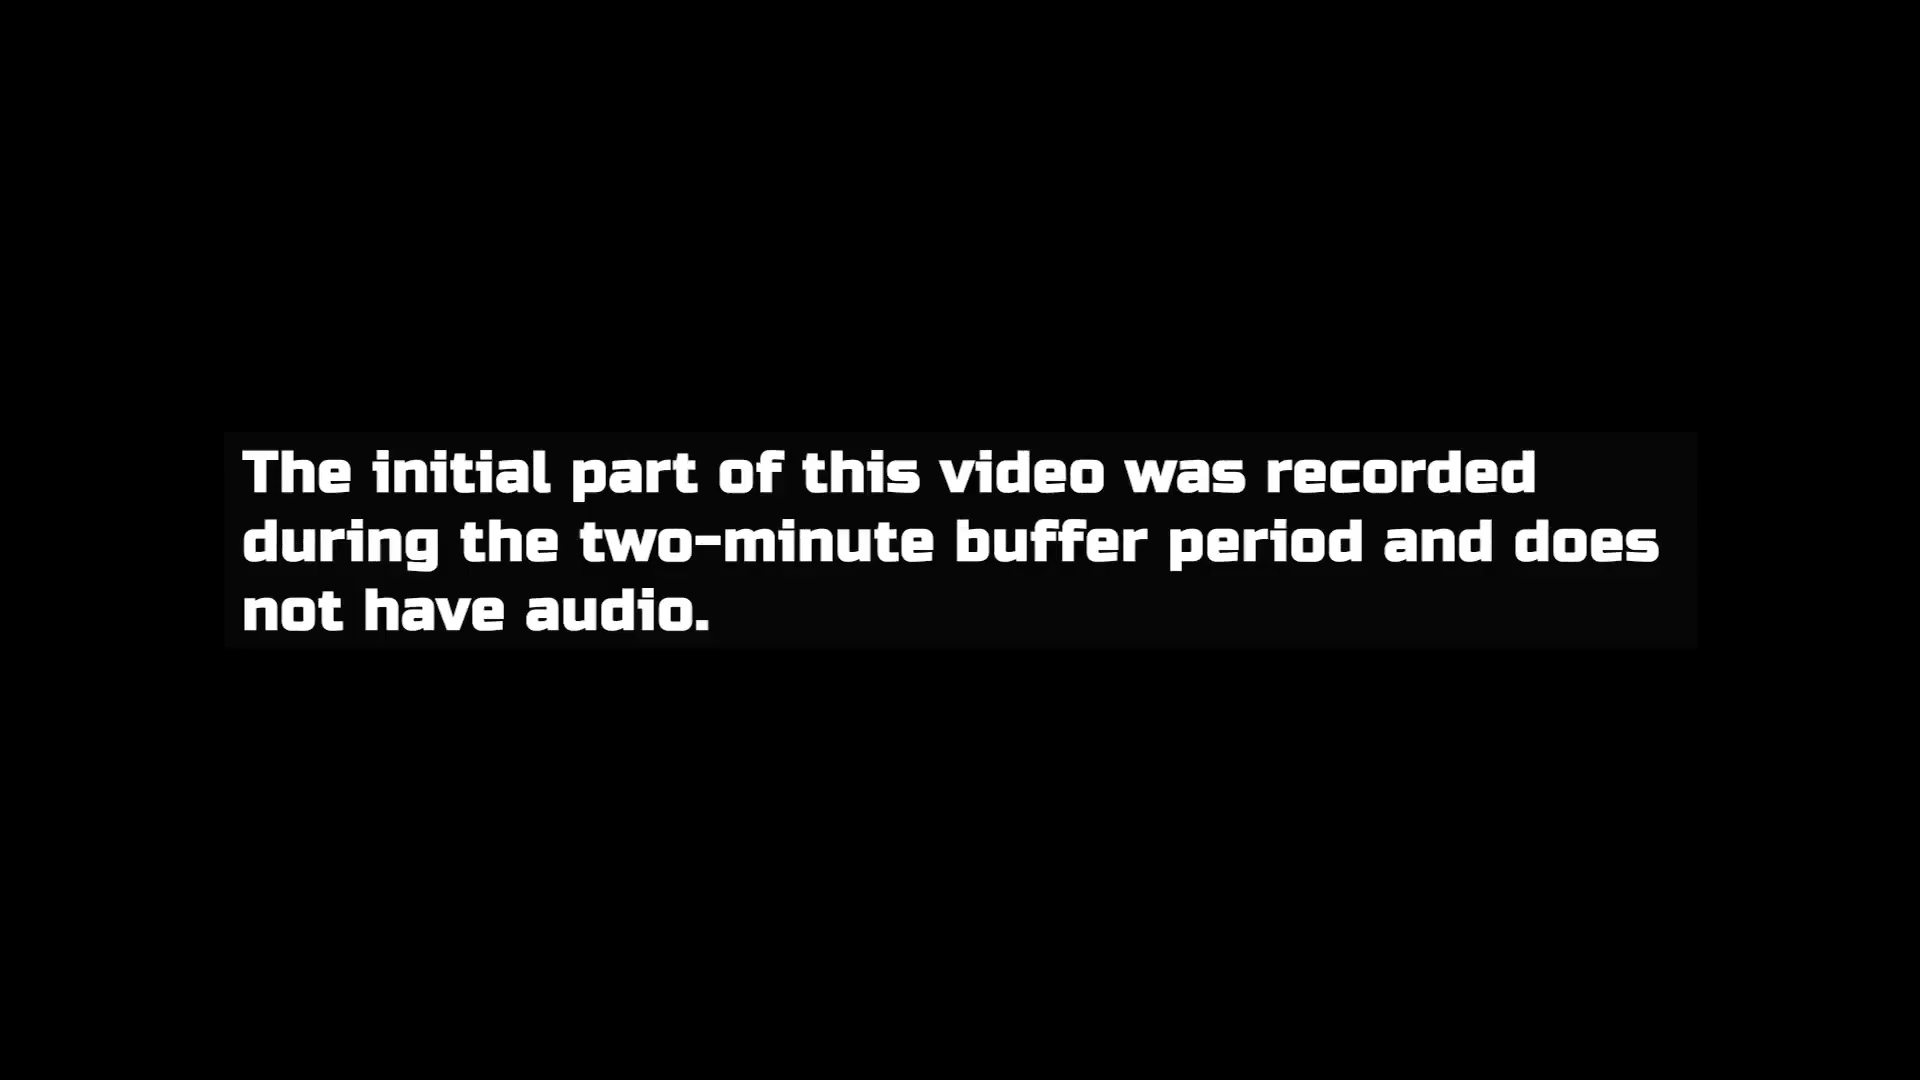 The initial part of this video was recorded
during the two-minute buffer period and does
not have audio.